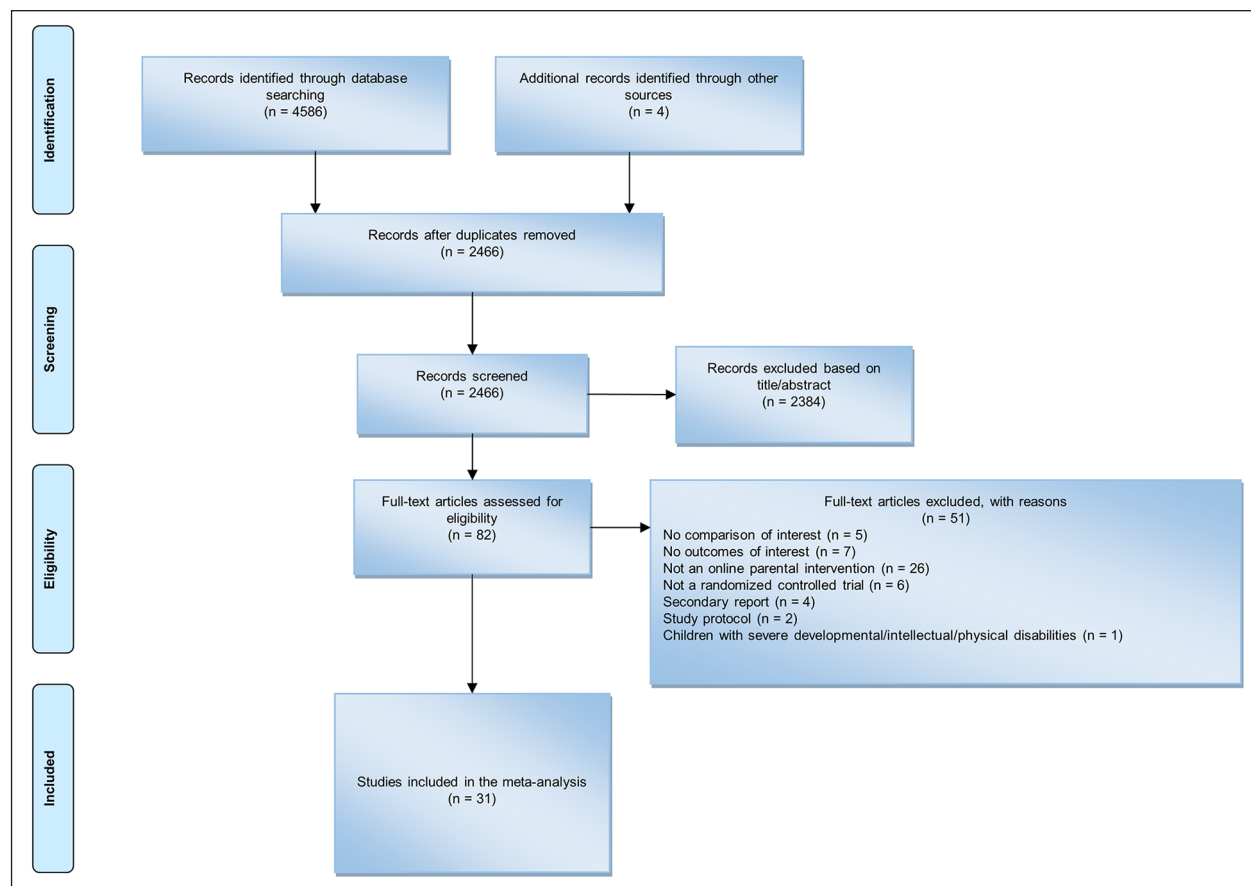 Identification
Records identified through database
searching
(n = 4586)
Additional records identified through other
sources
(n = 4)
Records after duplicates removed
(n = 2466)
Screening
Records screened
(n = 2466)
Records excluded based on
title/abstract
(n = 2384)
Eligibility
Full-text articles assessed for
eligibility
(n = 82)
Full-text articles excluded, with reasons
(n = 51)
No comparison of interest (n = 5)
No outcomes of interest (n = 7)
Not an online parental intervention (n = 26)
Not a randomized controlled trial (n = 6)
Secondary report (n = 4)
Study protocol (n = 2)
Children with severe developmental/intellectual/physical disabilities (n = 1)
Included
Studies included in the meta-analysis
(n = 31)